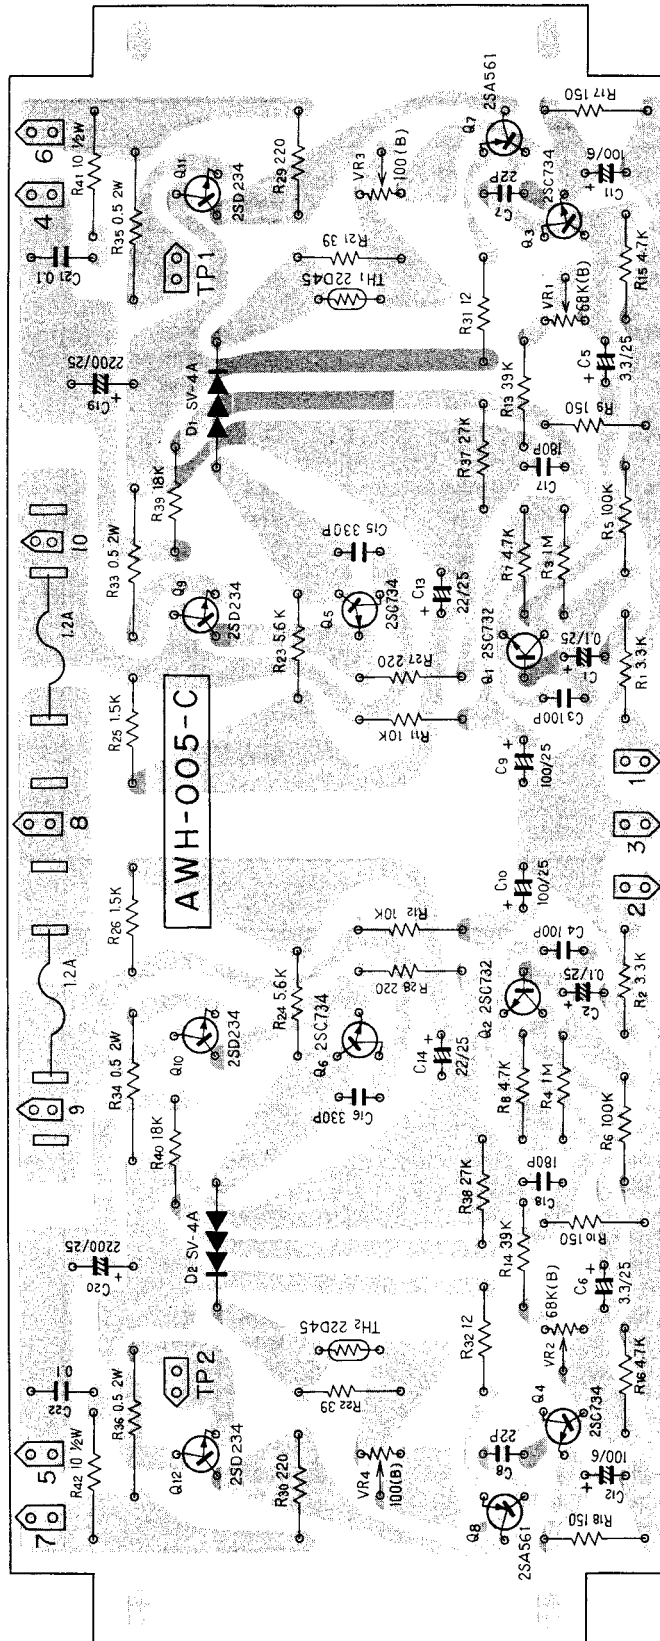 6
4
R41 10 ½W
R35 0.5 2W
C21 0.1
Q11
2SD234
R29 220
VR3
100(B)
Q7
2SA561
22P
C7
2SC734
Q3
R17 150
100/6
+
C11
TP1
R21 39
TH1 22D45
R31 12
VR1
68K(B)
R15 4.7K
2200/25
C19
+
D1 SV-4A
R13 39K
C5
+
3.3/25
R9 150
R37 27K
180P
C17
R39 18K
10
R33 0.5 2W
1.2A
Q9
2SD234
R23 5.6K
C15 330P
Q5
2SC734
C13
+
22/25
R7 4.7K
R3 1M
R5 100K
Q1 2SC732
0.1/25
+
C1
R1 3.3K
R27 220
R11 10K
C3 100P
R25 1.5K
C9
+
100/25
8
AWH-005-C
1
3
2
R26 1.5K
C10
+
100/25
R12 10K
R28 220
C4 100P
1.2A
R24 5.6K
Q2 2SC732
0.1/25
+
C2
R2 3.3K
Q10
2SD234
R34 0.5 2W
Q6 2SC734
C14
+
22/25
R8 4.7K
R4 1M
R6 100K
9
R40 18K
C16 330P
R38 27K
180P
C18
D2 SV-4A
R14 39K
R10 150
2200/25
C20
+
C6
+
3.3/25
R32 12
68K(B)
VR2
TH2 22D45
R22 39
0.1
C22
R36 0.5 2W
TP2
R16 4.7K
Q4
2SC734
5
7
R42 10 ½W
Q12
2SD234
R30 220
VR4
100(B)
22P
C8
Q8
2SA561
100/6
+
C12
R18 150